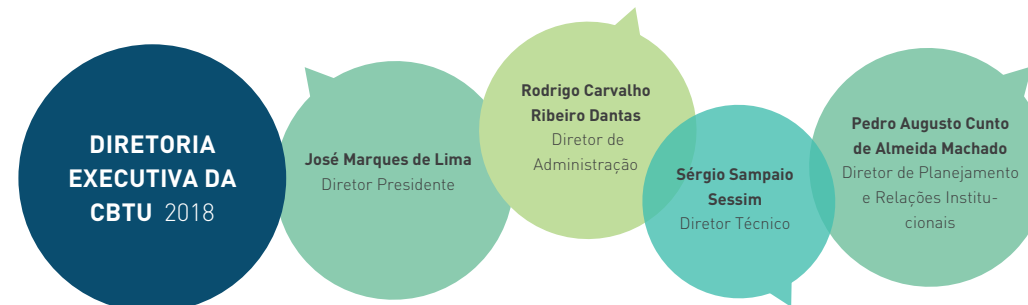 DIRETORIA
EXECUTIVA DA
CBTU 2018
José Marques de Lima
Diretor Presidente
Rodrigo Carvalho
Ribeiro Dantas
Diretor de
Administração
Sérgio Sampaio
Sessim
Diretor Técnico
Pedro Augusto Cunto
de Almeida Machado
Diretor de Planejamento
e Relações Institu-
cionais